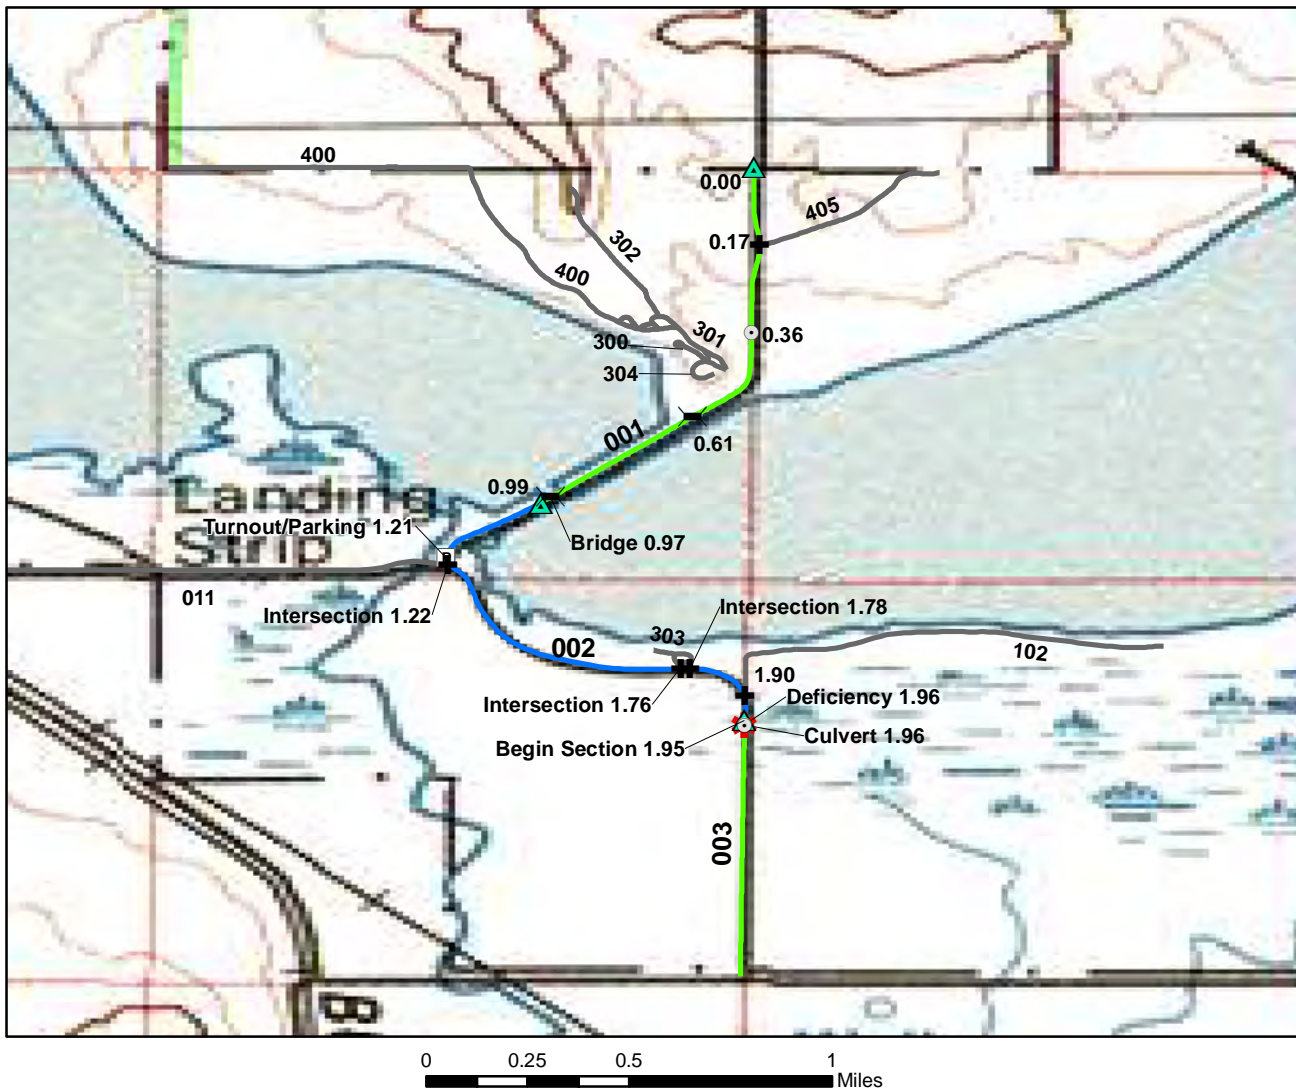 400
0.00
405
0.17
302
400
301
0.36
300
304
001
0.61
0.99
Landing
Strip
Turnout/Parking 1.21
Bridge 0.97
011
Intersection 1.22
Intersection 1.78
303
002
102
1.90
Intersection 1.76
Deficiency 1.96
Begin Section 1.95
Culvert 1.96
003
0 0.25 0.5 1
Miles